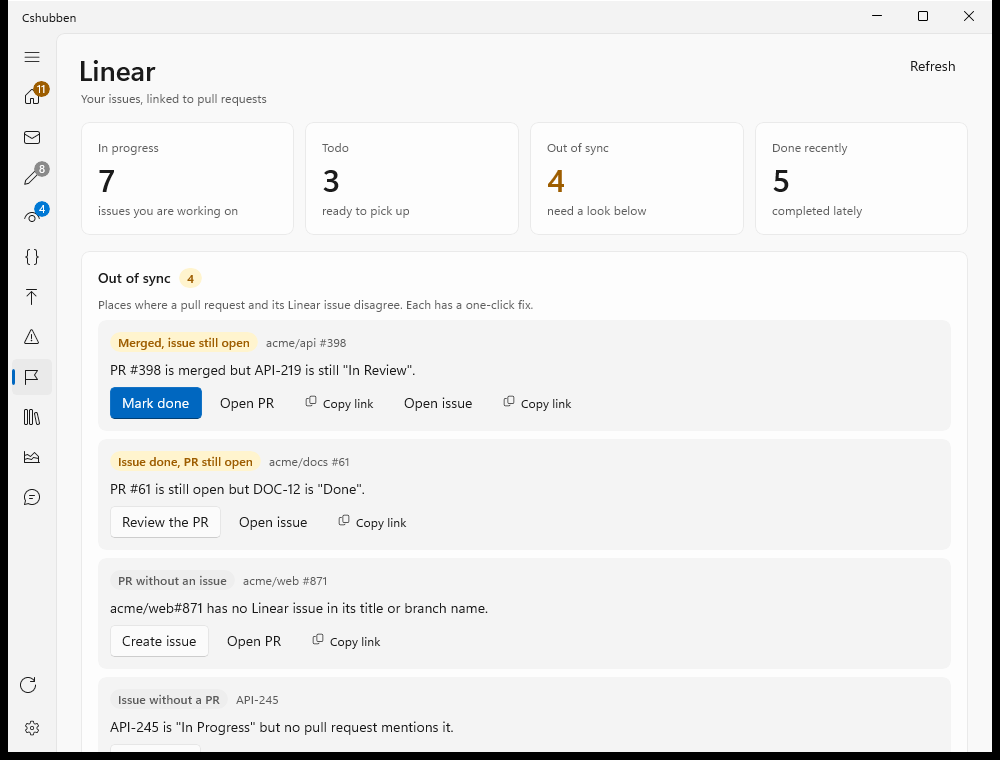 Cshubben
Linear
Refresh
Your issues, linked to pull requests
11
8
4
In progress
7
issues you are working on
Todo
3
ready to pick up
Out of sync
4
need a look below
Done recently
5
completed lately
Out of sync 4
Places where a pull request and its Linear issue disagree. Each has a one-click fix.
Merged, issue still open acme/api #398
PR #398 is merged but API-219 is still "In Review".
Mark done Open PR Copy link Open issue Copy link
Issue done, PR still open acme/docs #61
PR #61 is still open but DOC-12 is "Done".
Review the PR Open issue Copy link
PR without an issue acme/web #871
acme/web#871 has no Linear issue in its title or branch name.
Create issue Open PR Copy link
Issue without a PR API-245
API-245 is "In Progress" but no pull request mentions it.